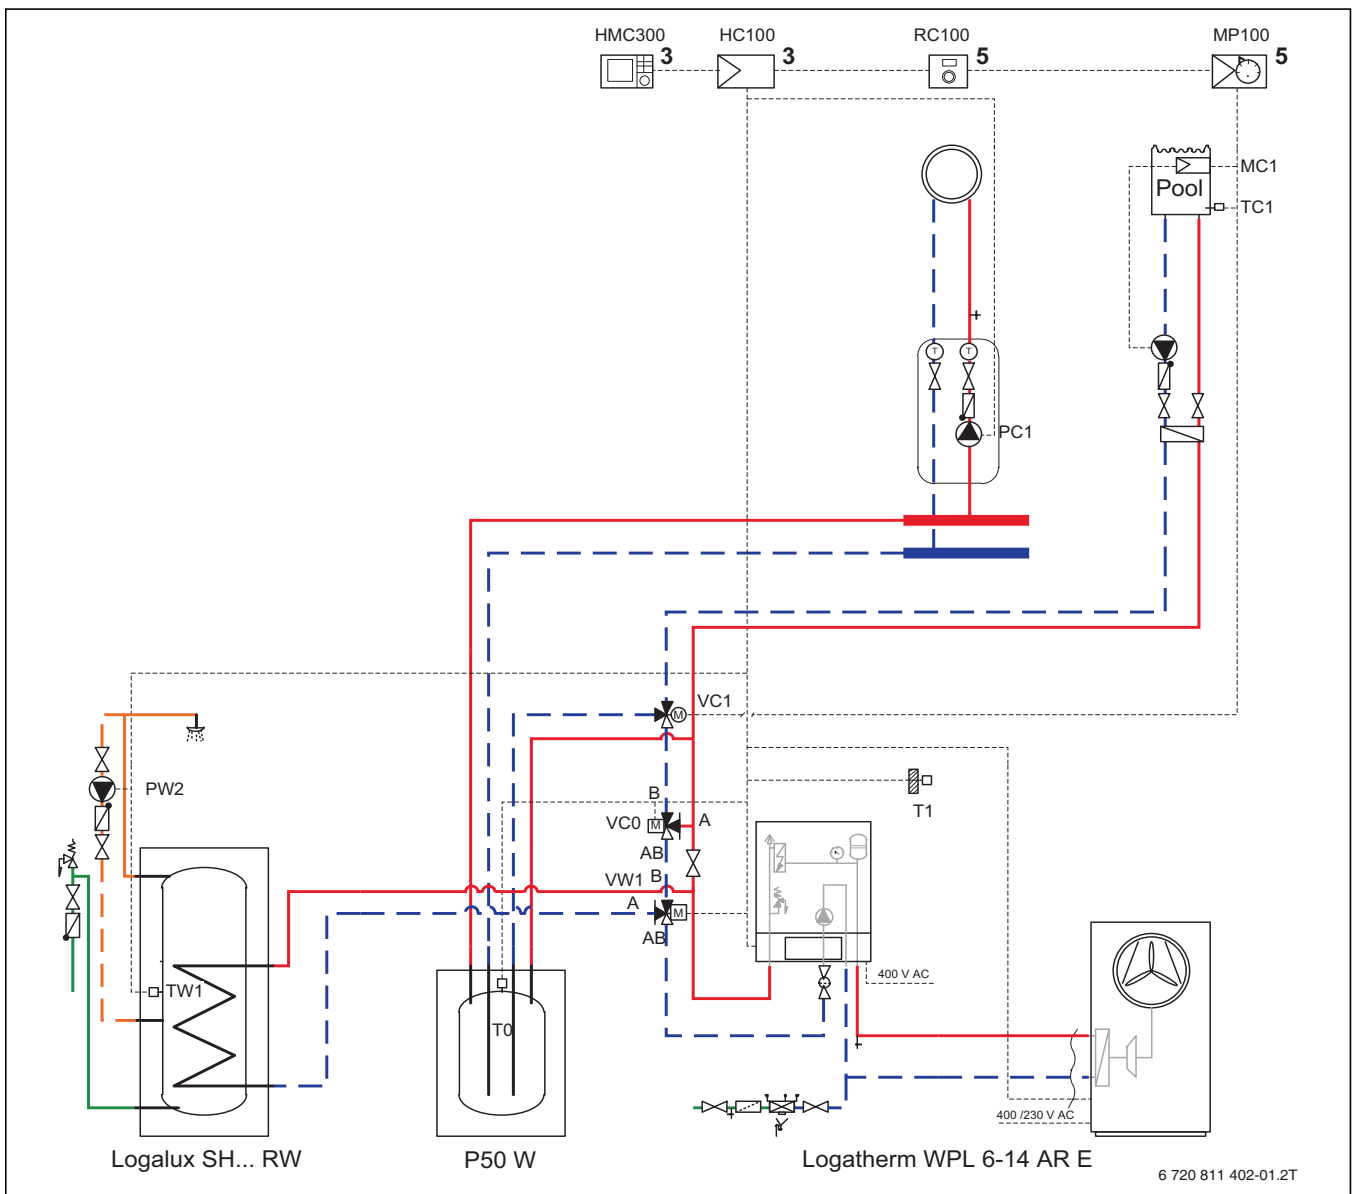 HMC300 HC100 RC100 MP100
3 3 5 5
MC1
Pool
TC1
T T
PC1
VC1
M
PW2
B
T1
VC0 M A
AB
VW1 B
A
M
AB
400 V AC
TW1
T0
400 /230 V AC
Logalux SH... RW P50 W Logatherm WPL 6-14 AR E
6 720 811 402-01.2T